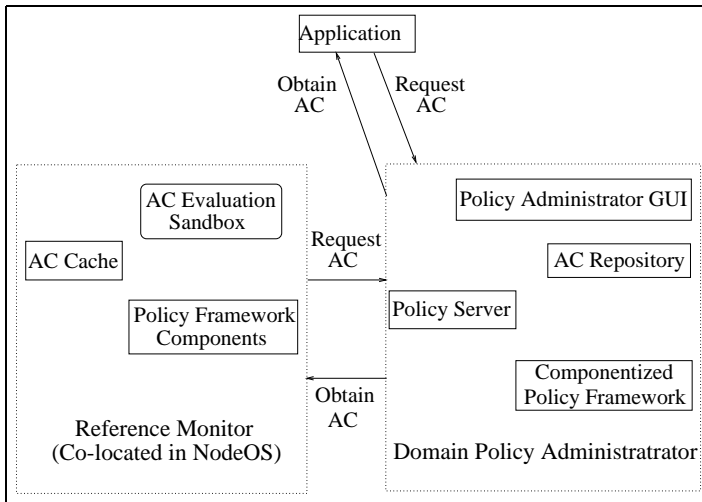 Application
Obtain
AC
Request
AC
AC Evaluation
Sandbox
AC Cache
Policy Framework
Components
Reference Monitor
(Co-located in NodeOS)
Request
AC
Obtain
AC
Policy Administrator GUI
AC Repository
Policy Server
Componentized
Policy Framework
Domain Policy Administratrator